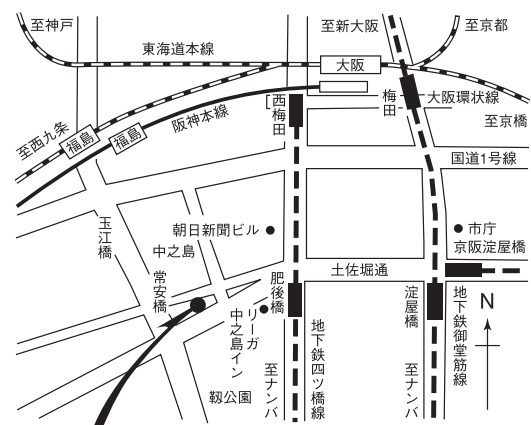 至神戸
至新大阪
至京都
東海道本線
大阪
[西梅田
梅田
大阪環状線
阪神本線
至京橋
至西九条
福島
福島
国道1号線
玉江橋
朝日新聞ビル
中之島
市庁
京阪淀屋橋
土佐堀通
常安橋
肥後橋
淀屋橋
リーガ
中之島イン
地下鉄四ツ橋線
地下鉄御堂筋線
N
至ナンバ
至ナンバ
靱公園